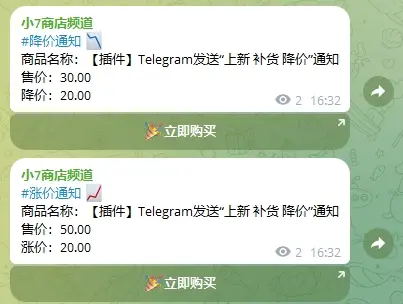 小7商店频道
#降价通知 📉
商品名称：【插件】Telegram发送“上新 补货 降价”通知
售价：30.00
降价：20.00
2 16:32
🎉 立即购买
小7商店频道
#涨价通知 📈
商品名称：【插件】Telegram发送“上新 补货 降价”通知
售价：50.00
涨价：20.00
2 16:32
🎉 立即购买